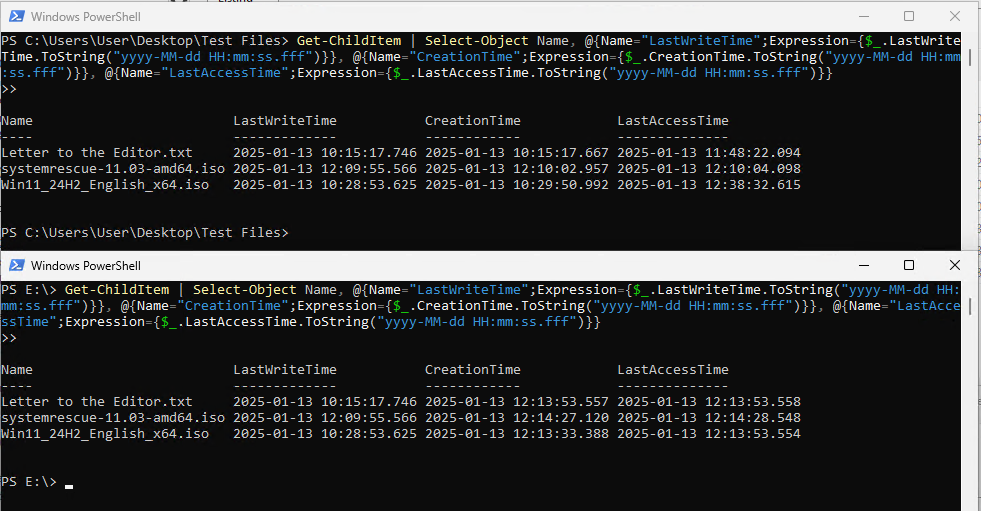 Windows PowerShell
PS C:\Users\User\Desktop\Test Files> Get-ChildItem | Select-Object Name, @{Name="LastWriteTime";Expression={$_.LastWrite
Time.ToString("yyyy-MM-dd HH:mm:ss.fff")}}, @{Name="CreationTime";Expression={$_.CreationTime.ToString("yyyy-MM-dd HH:mm
:ss.fff")}}, @{Name="LastAccessTime";Expression={$_.LastAccessTime.ToString("yyyy-MM-dd HH:mm:ss.fff")}}
>>
Name LastWriteTime CreationTime LastAccessTime
---- ------------- ------------ --------------
Letter to the Editor.txt 2025-01-13 10:15:17.746 2025-01-13 10:15:17.667 2025-01-13 11:48:22.094
systemrescue-11.03-amd64.iso 2025-01-13 12:09:55.566 2025-01-13 12:10:02.957 2025-01-13 12:10:04.098
Win11_24H2_English_x64.iso 2025-01-13 10:28:53.625 2025-01-13 10:29:50.992 2025-01-13 12:38:32.615
PS C:\Users\User\Desktop\Test Files>
Windows PowerShell
PS E:\> Get-ChildItem | Select-Object Name, @{Name="LastWriteTime";Expression={$_.LastWriteTime.ToString("yyyy-MM-dd HH:
mm:ss.fff")}}, @{Name="CreationTime";Expression={$_.CreationTime.ToString("yyyy-MM-dd HH:mm:ss.fff")}}, @{Name="LastAcce
ssTime";Expression={$_.LastAccessTime.ToString("yyyy-MM-dd HH:mm:ss.fff")}}
>>
Name LastWriteTime CreationTime LastAccessTime
---- ------------- ------------ --------------
Letter to the Editor.txt 2025-01-13 10:15:17.746 2025-01-13 12:13:53.557 2025-01-13 12:13:53.558
systemrescue-11.03-amd64.iso 2025-01-13 12:09:55.566 2025-01-13 12:14:27.120 2025-01-13 12:14:28.548
Win11_24H2_English_x64.iso 2025-01-13 10:28:53.625 2025-01-13 12:13:33.388 2025-01-13 12:13:53.554
PS E:\>